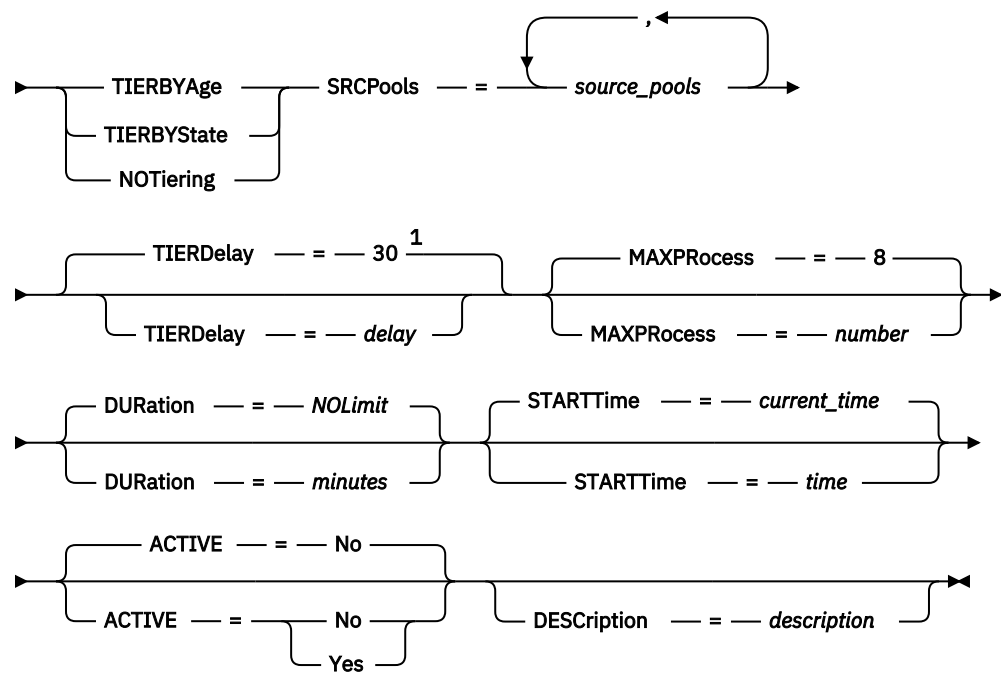 ,
TIERBYAge SRCPools = source_pools
TIERBYState
NOTiering
TIERDelay = 30 1 MAXPRocess = 8
TIERDelay = delay MAXPRocess = number
DURation = NOLimit STARTTime = current_time
DURation = minutes STARTTime = time
ACTIVE = No
ACTIVE = No DESCription = description
Yes